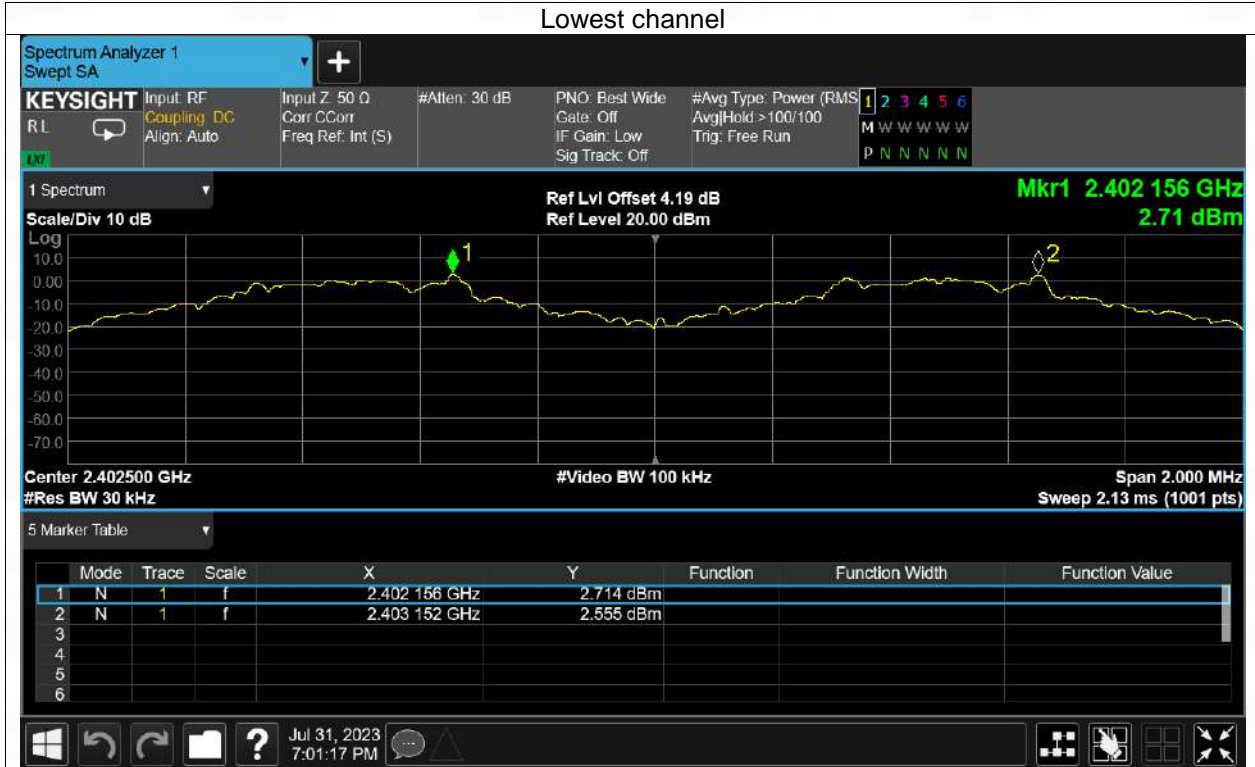 Lowest channel
Spectrum Analyzer 1
Swept SA
+
KEYSIGHT Input: RF Input Z: 50 Ω #Atten: 30 dB PNO: Best Wide #Avg Type: Power (RMS 1 2 3 4 5 6
RL Coupling: DC Corr CCorr Gate: Off Avg|Hold >100/100 M W W W W W
Align: Auto Freq Ref: Int (S) IF Gain: Low Trig: Free Run
LXI Sig Track: Off P N N N N N
1 Spectrum Ref Lvl Offset 4.19 dB Mkr1 2.402 156 GHz
Scale/Div 10 dB Ref Level 20.00 dBm 2.71 dBm
Log
1
2
10.0
0.00
-10.0
-20.0
-30.0
-40.0
-50.0
-60.0
-70.0
Center 2.402500 GHz #Video BW 100 kHz Span 2.000 MHz
#Res BW 30 kHz Sweep 2.13 ms (1001 pts)
5 Marker Table
Mode Trace Scale X Y Function Function Width Function Value
1 N 1 f 2.402 156 GHz 2.714 dBm
2 N 1 f 2.403 152 GHz 2.555 dBm
3
4
5
6
? Jul 31, 2023
7:01:17 PM